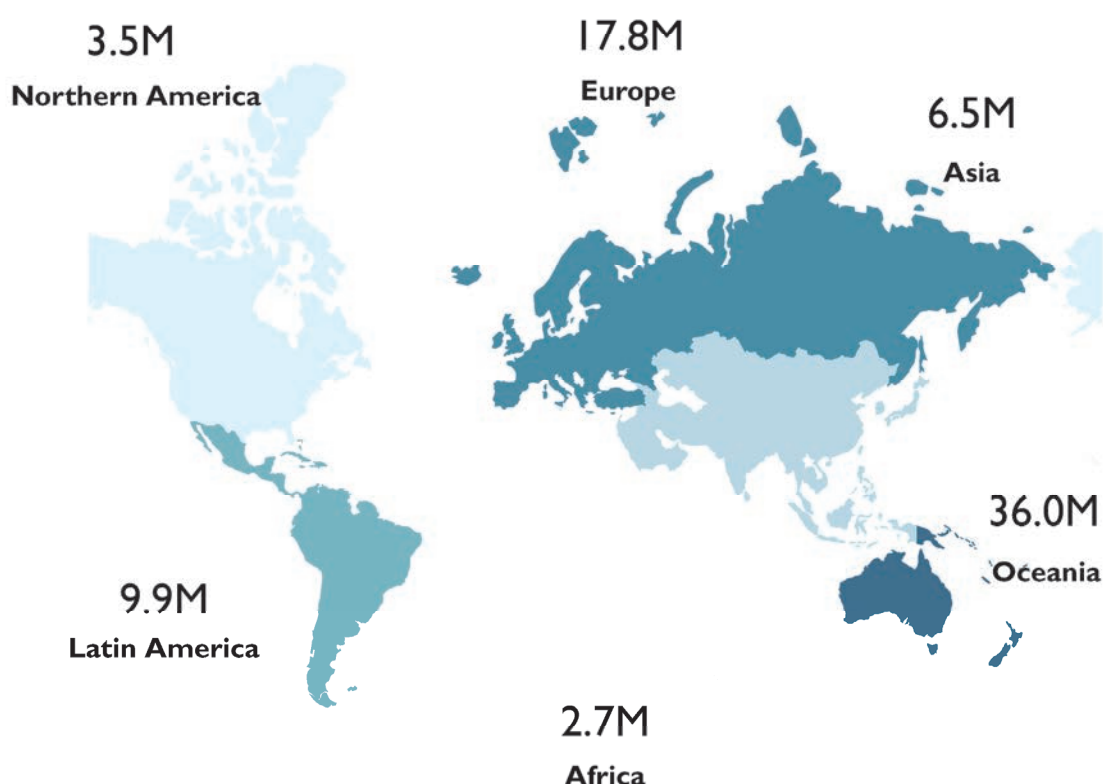 3.5M
Northern America
17.8M
Europe
6.5M
Asia
36.0M
Oceania
9.9M
Latin America
2.7M
Africa